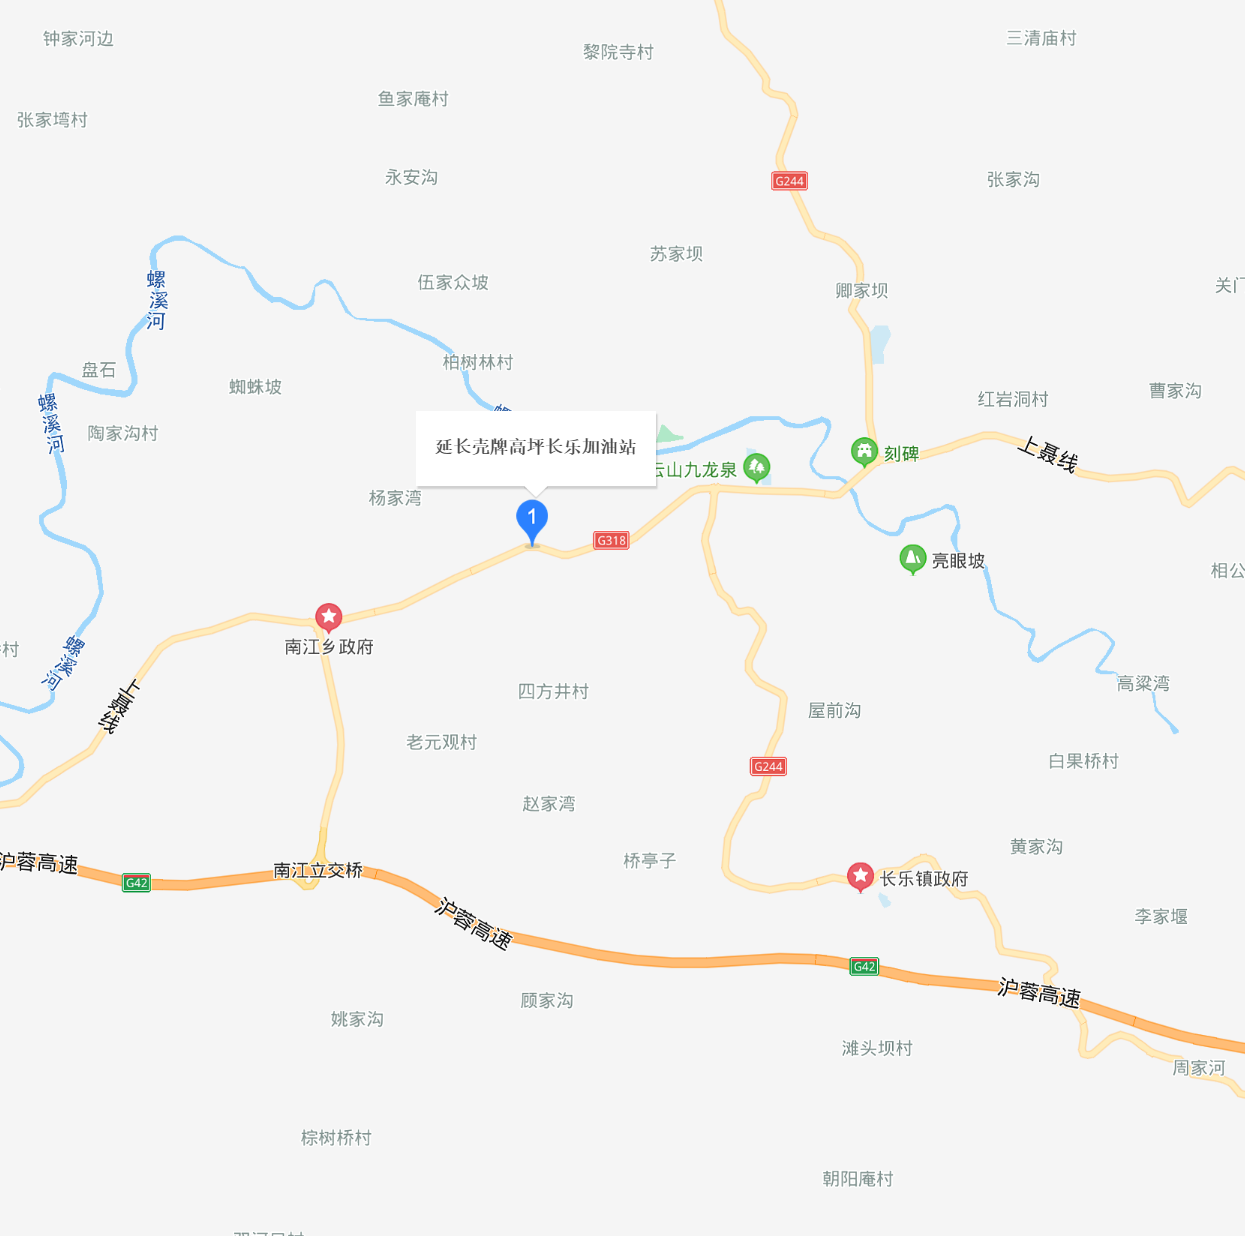 钟家河边
三清庙村
黎院寺村
鱼家庵村
张家湾村
永安沟
G244
张家沟
苏家坝
伍家众坡
卿家坝
关门
螺溪河
柏树林村
盘石
蜘蛛坡
红岩洞村
曹家沟
螺溪河
陶家沟村
延长壳牌高坪长乐加油站
刻碑
上聂线
云山九龙泉
杨家湾
1
G318
亮眼坡
相公
南江乡政府
村
螺溪河
四方井村
高粱湾
上聂线
屋前沟
老元观村
G244
白果桥村
赵家湾
黄家沟
沪蓉高速
桥亭子
南江立交桥
G42
长乐镇政府
沪蓉高速
李家堰
G42
沪蓉高速
顾家沟
姚家沟
滩头坝村
周家河
棕树桥村
朝阳庵村